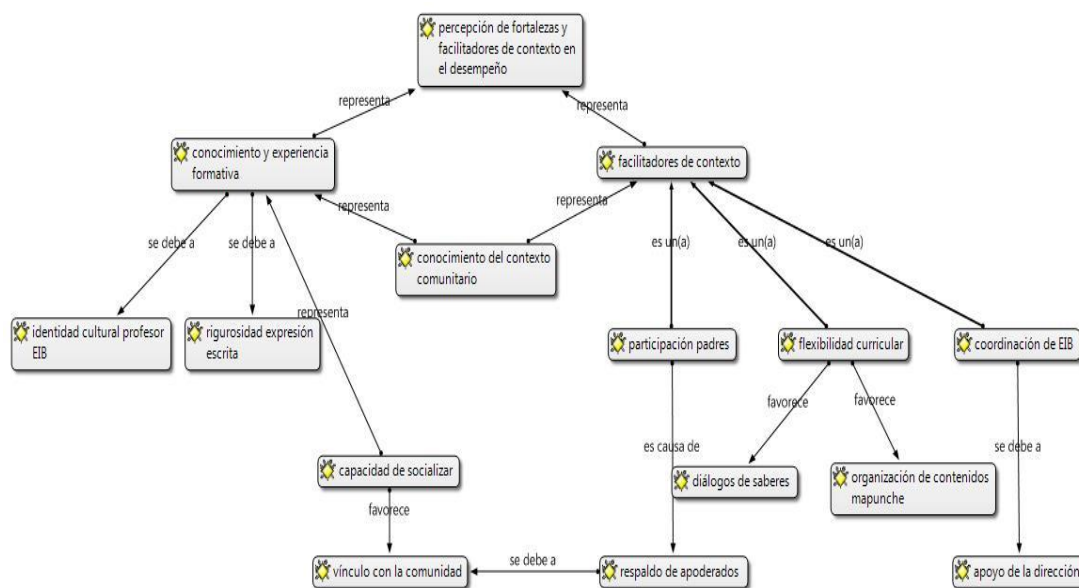 percepción de fortalezas y
facilitadores de contexto en
el desempeño
representa
representa
conocimiento y experiencia
formativa
facilitadores de contexto
representa
representa
se debe a
se debe a
es un(a)
es un(a)
es un(a)
conocimiento del contexto
comunitario
representa
identidad cultural profesor
EIB
rigurosidad expresión
escrita
participación padres
flexibilidad curricular
coordinación de EIB
favorece
favorece
es causa de
se debe a
capacidad de socializar
diálogos de saberes
organización de contenidos
mapunche
favorece
vínculo con la comunidad
se debe a
respaldo de apoderados
apoyo de la dirección